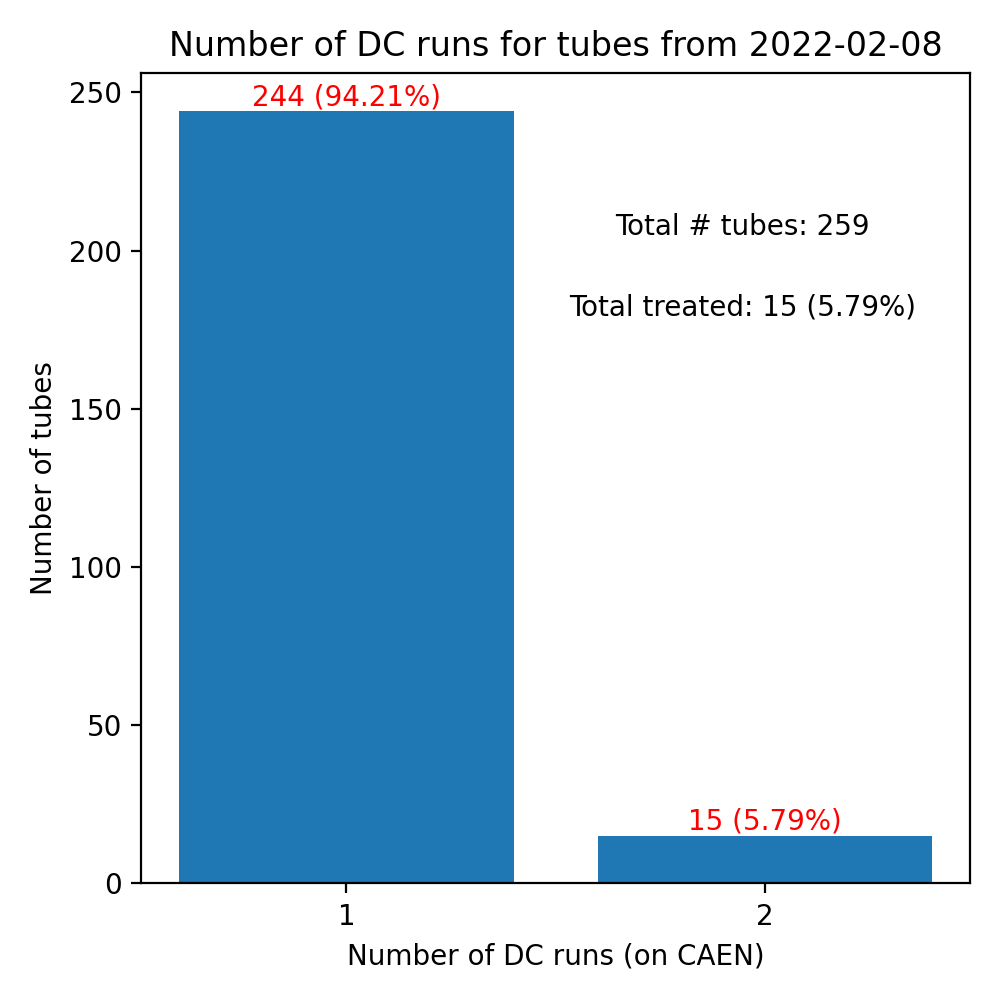 Number of DC runs for tubes from 2022-02-08
250
244 (94.21%)
200
Total # tubes: 259
Total treated: 15 (5.79%)
150
Number of tubes
100
50
15 (5.79%)
0
1
2
Number of DC runs (on CAEN)